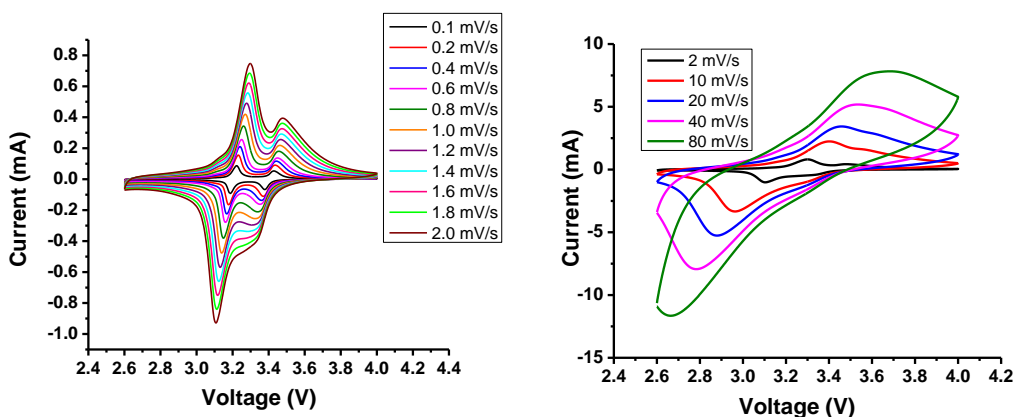 0.1 mV/s
0.2 mV/s
0.4 mV/s
0.6 mV/s
0.8 mV/s
1.0 mV/s
1.2 mV/s
1.4 mV/s
1.6 mV/s
1.8 mV/s
2.0 mV/s
0.8
0.6
0.4
0.2
0.0
-0.2
-0.4
-0.6
-0.8
-1.0
Current (mA)
2.4 2.6 2.8 3.0 3.2 3.4 3.6 3.8 4.0 4.2 4.4
Voltage (V)
2 mV/s
10 mV/s
20 mV/s
40 mV/s
80 mV/s
10
5
0
-5
-10
-15
Current (mA)
2.4 2.6 2.8 3.0 3.2 3.4 3.6 3.8 4.0 4.2
Voltage (V)